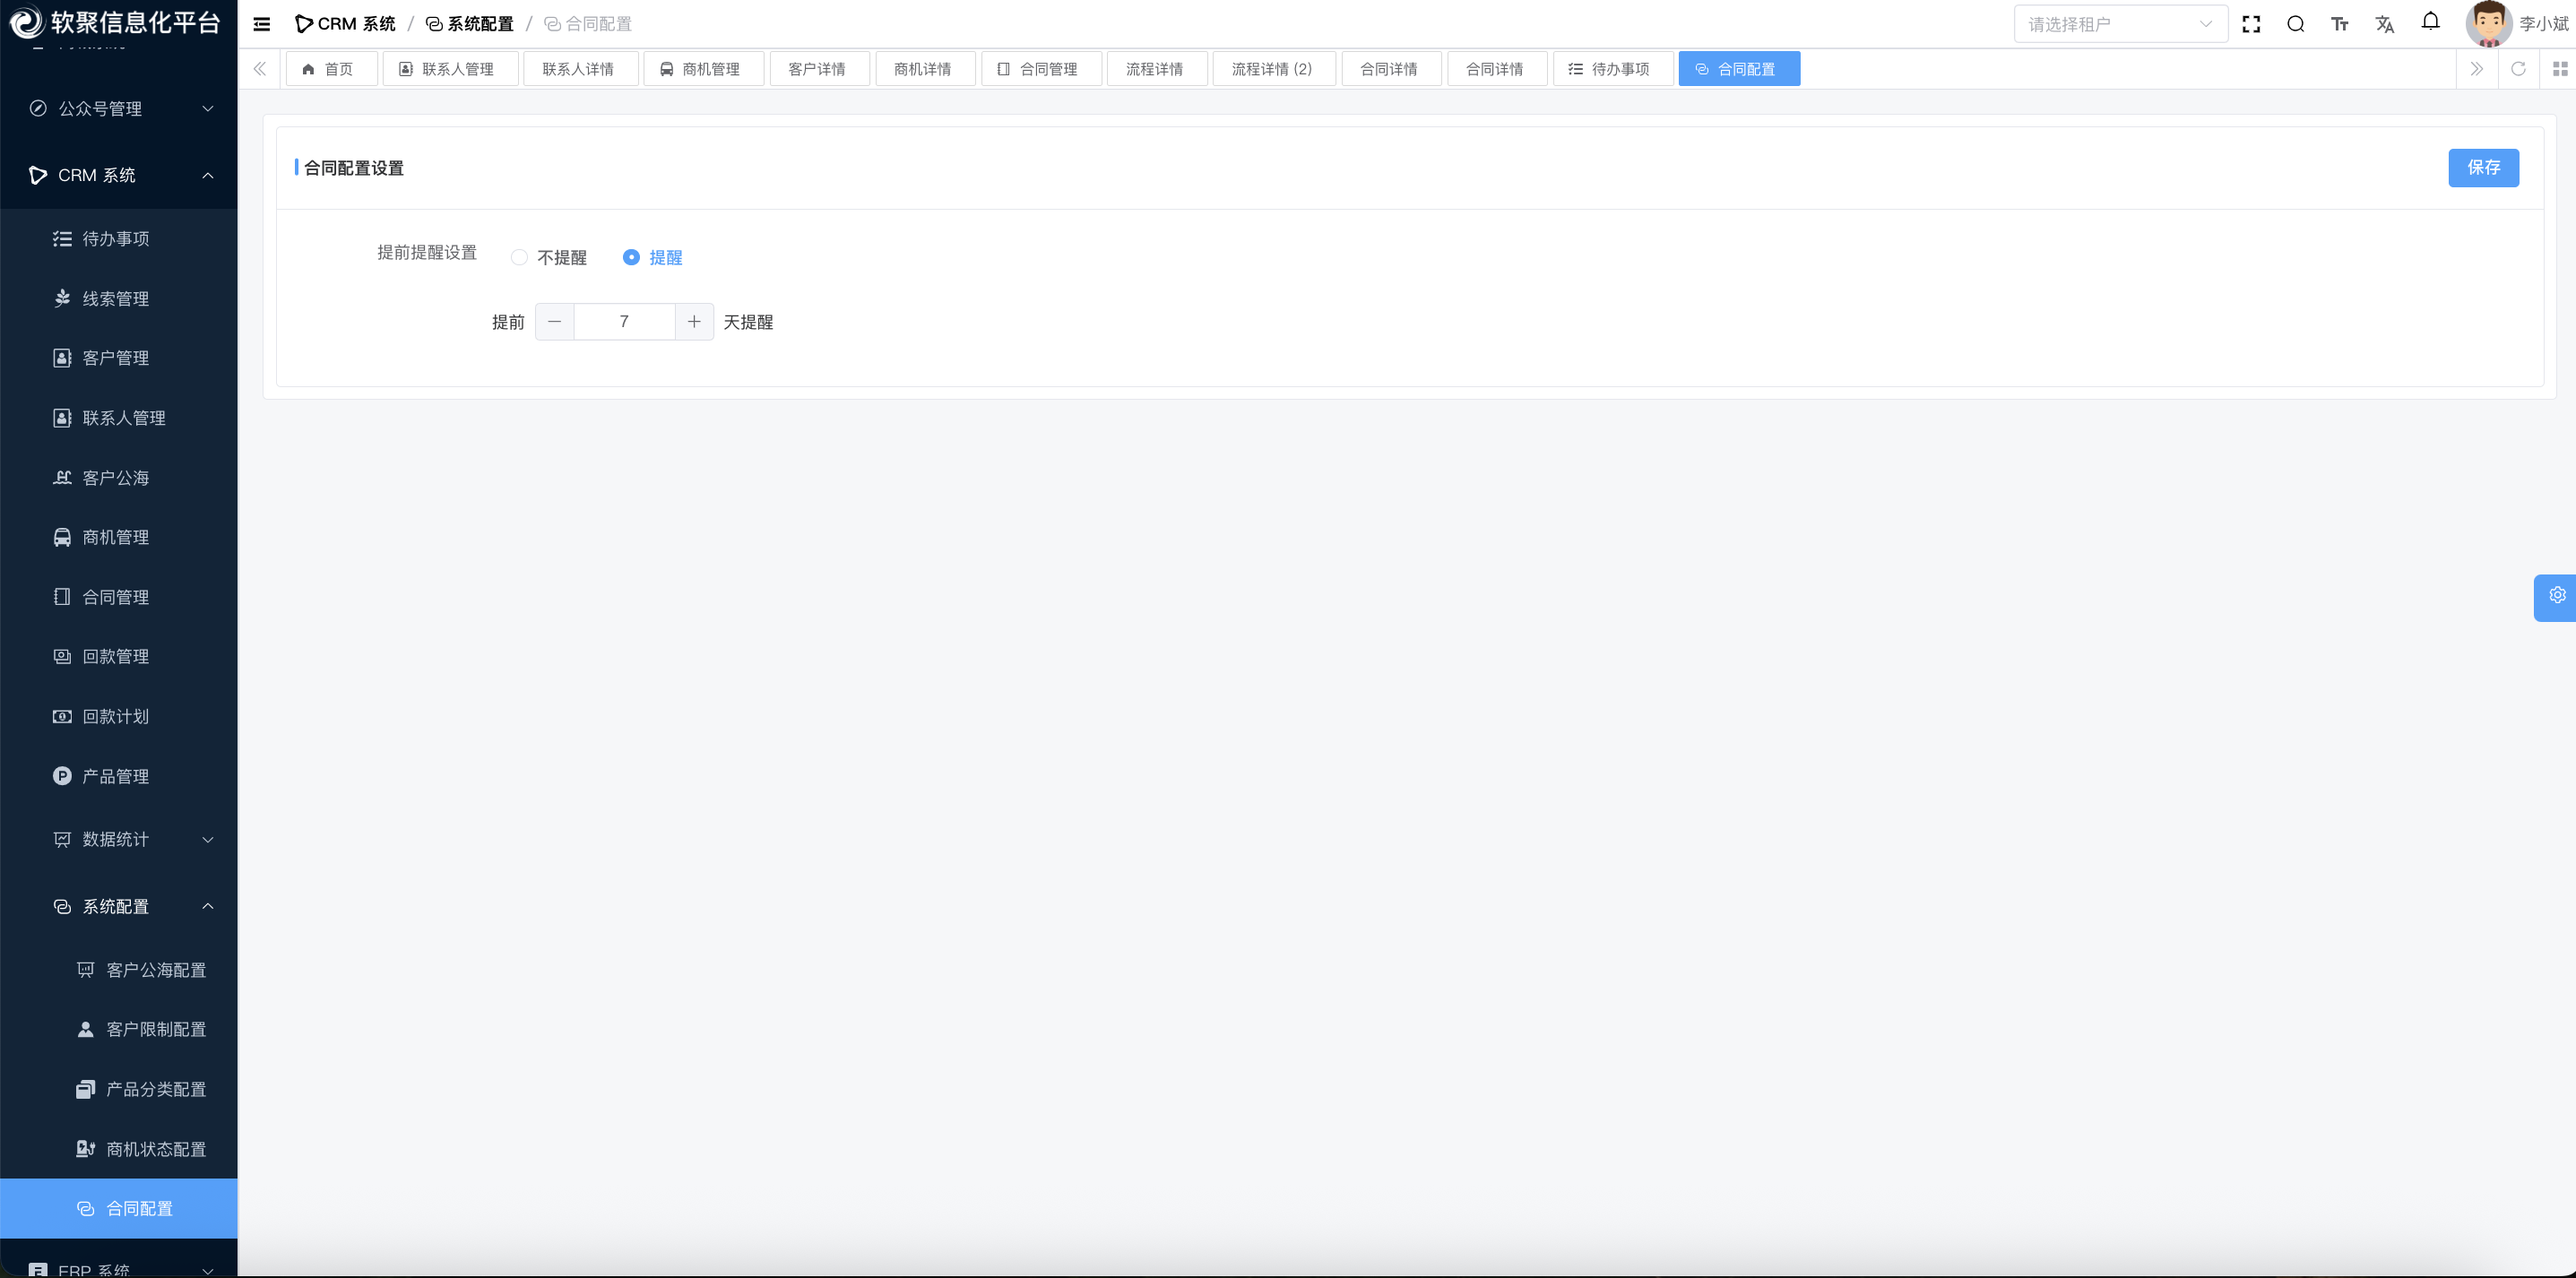 软聚信息化平台
CRM 系统 / 系统配置 / 合同配置
请选择租户
李小斌
首页
联系人管理
联系人详情
商机管理
客户详情
商机详情
合同管理
流程详情
流程详情 (2)
合同详情
合同详情
待办事项
合同配置
公众号管理
CRM 系统
待办事项
线索管理
客户管理
联系人管理
客户公海
商机管理
合同管理
回款管理
回款计划
产品管理
数据统计
系统配置
客户公海配置
客户限制配置
产品分类配置
商机状态配置
合同配置
ERP 系统
合同配置设置
保存
提前提醒设置
不提醒
提醒
提前 7 天提醒